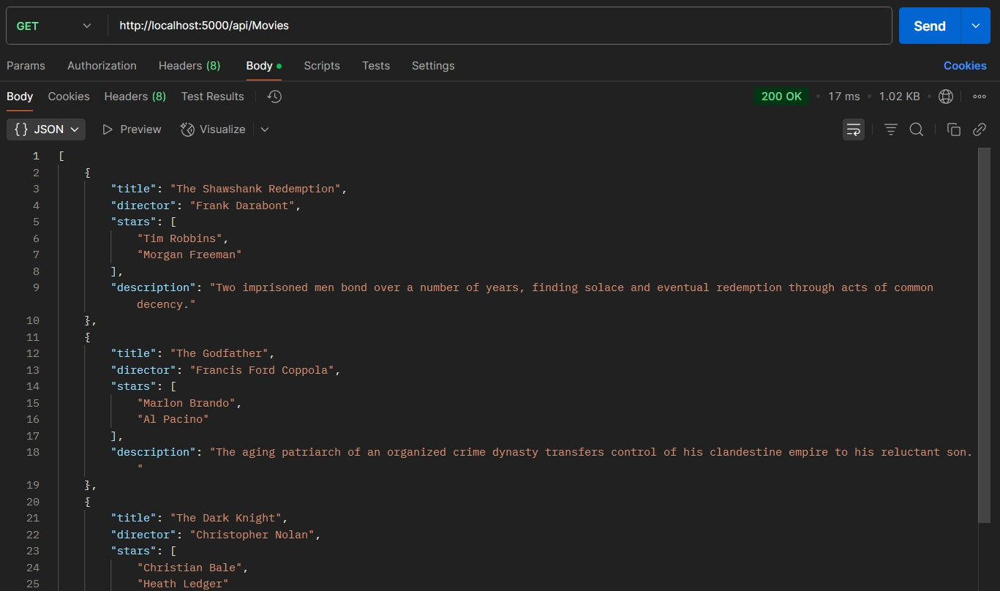 GET http://localhost:5000/api/Movies Send
Params Authorization Headers (8) Body Scripts Tests Settings Cookies
Body Cookies Headers (8) Test Results 200 OK 17 ms 1.02 KB
{} JSON Preview Visualize
1 [
2 {
3 "title": "The Shawshank Redemption",
4 "director": "Frank Darabont",
5 "stars": [
6 "Tim Robbins",
7 "Morgan Freeman"
8 ],
9 "description": "Two imprisoned men bond over a number of years, finding solace and eventual redemption through acts of common
decency."
10 },
11 {
12 "title": "The Godfather",
13 "director": "Francis Ford Coppola",
14 "stars": [
15 "Marlon Brando",
16 "Al Pacino"
17 ],
18 "description": "The aging patriarch of an organized crime dynasty transfers control of his clandestine empire to his reluctant son.
"
19 },
20 {
21 "title": "The Dark Knight",
22 "director": "Christopher Nolan",
23 "stars": [
24 "Christian Bale",
25 "Heath Ledger"